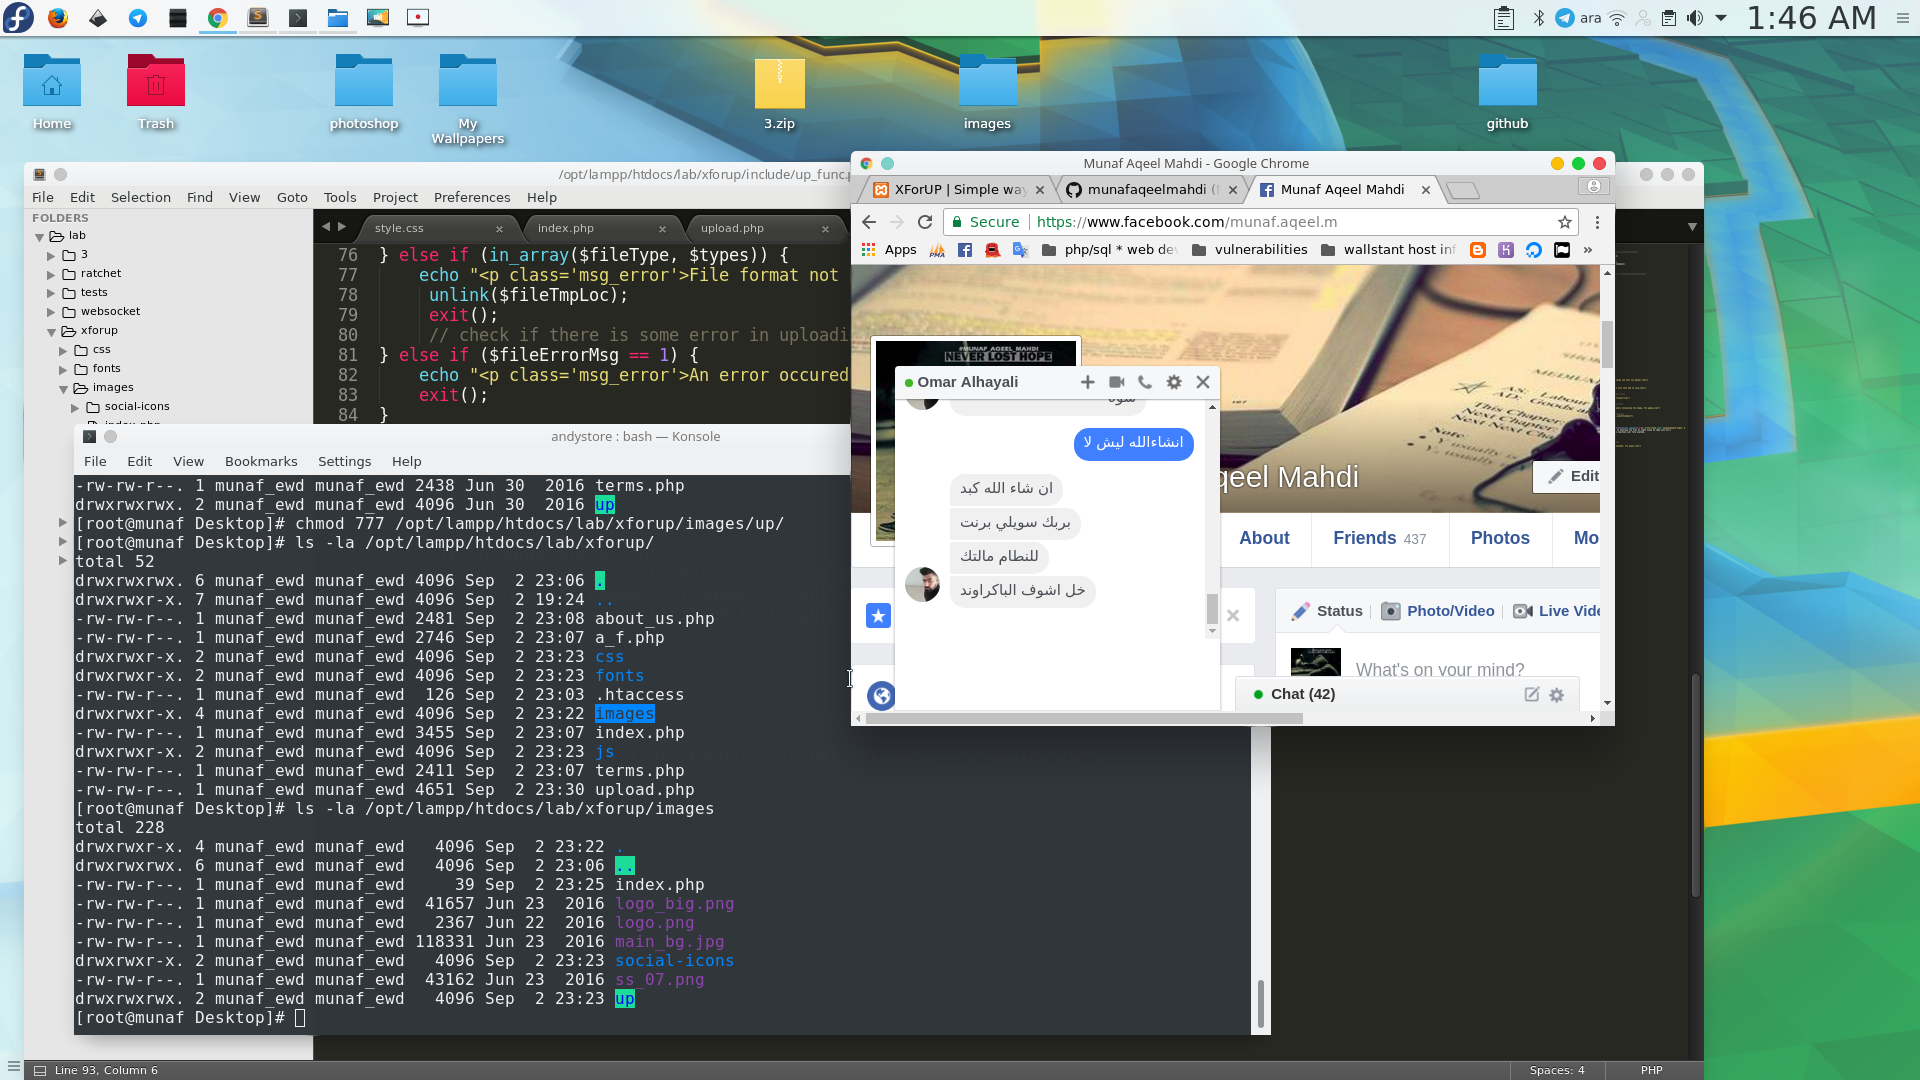 ara
1:46 AM
Home
Trash
photoshop
My
Wallpapers
3.zip
images
github
/opt/lampp/htdocs/lab/xforup/include/up_func.p
File Edit Selection Find View Goto Tools Project Preferences Help
FOLDERS
lab
3
ratchet
tests
websocket
xforup
css
fonts
images
social-icons
style.css
index.php
upload.php
76 } else if (in_array($fileType, $types)) {
77 echo "<p class='msg_error'>File format not
78 unlink($fileTmpLoc);
79 exit();
80 // check if there is some error in uploadi
81 } else if ($fileErrorMsg == 1) {
82 echo "<p class='msg_error'>An error occured
83 exit();
84 }
andystore : bash — Konsole
File Edit View Bookmarks Settings Help
-rw-rw-r--. 1 munaf_ewd munaf_ewd 2438 Jun 30  2016 terms.php
drwxrwxrwx. 2 munaf_ewd munaf_ewd 4096 Jun 30  2016 up
[root@munaf Desktop]# chmod 777 /opt/lampp/htdocs/lab/xforup/images/up/
[root@munaf Desktop]# ls -la /opt/lampp/htdocs/lab/xforup/
total 52
drwxrwxrwx. 6 munaf_ewd munaf_ewd 4096 Sep  2 23:06 .
drwxrwxr-x. 7 munaf_ewd munaf_ewd 4096 Sep  2 19:24 ..
-rw-rw-r--. 1 munaf_ewd munaf_ewd 2481 Sep  2 23:08 about_us.php
-rw-rw-r--. 1 munaf_ewd munaf_ewd 2746 Sep  2 23:07 a_f.php
drwxrwxr-x. 2 munaf_ewd munaf_ewd 4096 Sep  2 23:23 css
drwxrwxr-x. 2 munaf_ewd munaf_ewd 4096 Sep  2 23:23 fonts
-rw-rw-r--. 1 munaf_ewd munaf_ewd  126 Sep  2 23:03 .htaccess
drwxrwxr-x. 4 munaf_ewd munaf_ewd 4096 Sep  2 23:22 images
-rw-rw-r--. 1 munaf_ewd munaf_ewd 3455 Sep  2 23:07 index.php
drwxrwxr-x. 2 munaf_ewd munaf_ewd 4096 Sep  2 23:23 js
-rw-rw-r--. 1 munaf_ewd munaf_ewd 2411 Sep  2 23:07 terms.php
-rw-rw-r--. 1 munaf_ewd munaf_ewd 4651 Sep  2 23:30 upload.php
[root@munaf Desktop]# ls -la /opt/lampp/htdocs/lab/xforup/images
total 228
drwxrwxr-x. 4 munaf_ewd munaf_ewd   4096 Sep  2 23:22 .
drwxrwxrwx. 6 munaf_ewd munaf_ewd   4096 Sep  2 23:06 ..
-rw-rw-r--. 1 munaf_ewd munaf_ewd     39 Sep  2 23:25 index.php
-rw-rw-r--. 1 munaf_ewd munaf_ewd  41657 Jun 23  2016 logo_big.png
-rw-rw-r--. 1 munaf_ewd munaf_ewd   2367 Jun 22  2016 logo.png
-rw-rw-r--. 1 munaf_ewd munaf_ewd 118331 Jun 23  2016 main_bg.jpg
drwxrwxr-x. 2 munaf_ewd munaf_ewd   4096 Sep  2 23:23 social-icons
-rw-rw-r--. 1 munaf_ewd munaf_ewd  43162 Jun 23  2016 ss_07.png
drwxrwxrwx. 2 munaf_ewd munaf_ewd   4096 Sep  2 23:23 up
[root@munaf Desktop]#
Munaf Aqeel Mahdi - Google Chrome
XForUP | Simple wa
munafaqeelmahdi (
Munaf Aqeel Mahdi
Secure https://www.facebook.com/munaf.aqeel.m
Apps php/sql * web de vulnerabilities wallstant host in »
#MUNAF AQEEL MAHDI
NEVER LOST HOPE
Labour
This Chapter
Next Chapter
Note
usually
Omar Alhayali
انشاءالله ليش لا
ان شاء الله كبد
بربك سويلي برنت
للنطام مالتك
خل اشوف الباكراوند
qeel Mahdi
Edit
About Friends 437 Photos Mo
Status Photo/Video Live Vide
What's on your mind?
Chat (42)
Line 93, Column 6
Spaces: 4
PHP